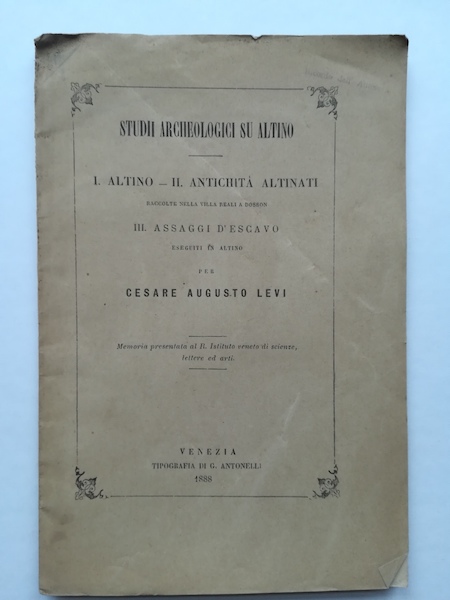 STUDII ARCHEOLOGICI SU ALTINO
I. ALTINO — II. ANTICHITÀ ALTINATI
RACCOLTE NELLA VILLA REALI A DOSSON
III. ASSAGGI D'ESCAVO
ESEGUITI IN ALTINO
PER
CESARE AUGUSTO LEVI
Memoria presentata al R. Istituto veneto di scienze,
lettere ed arti.
VENEZIA
TIPOGRAFIA DI G. ANTONELLI
1888